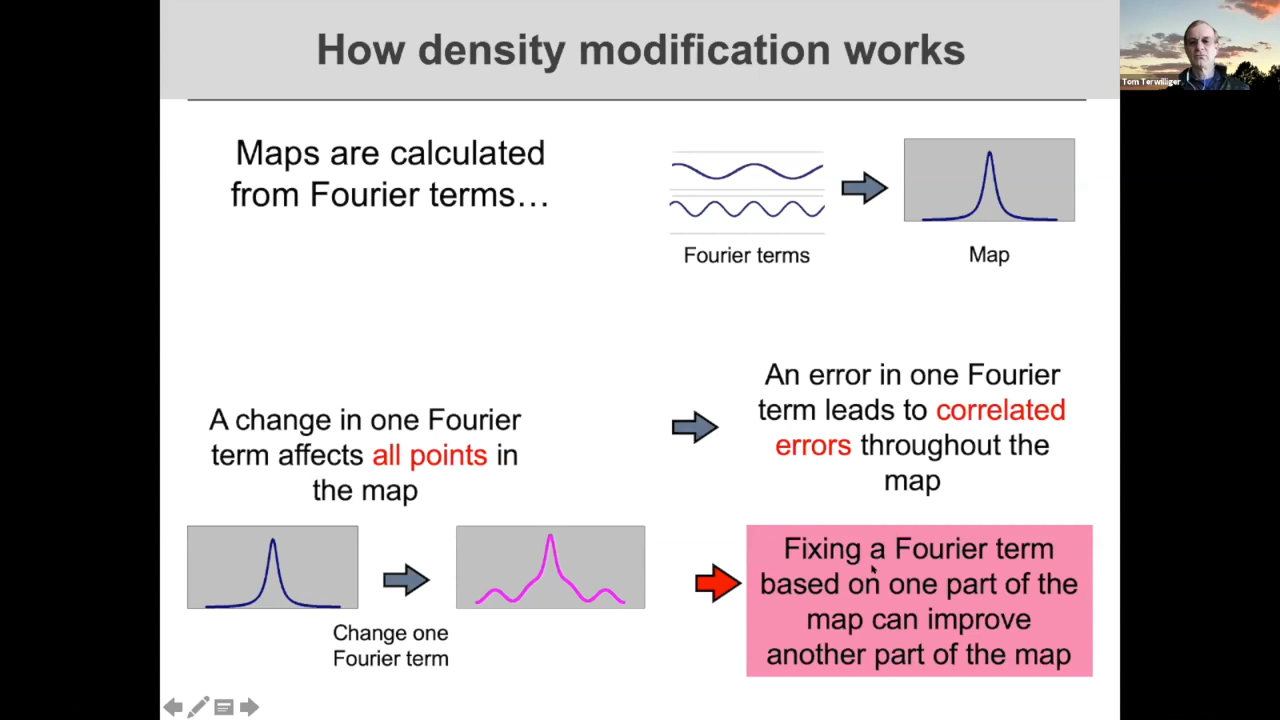 How density modification works
Tom Terwilliger
Maps are calculated
from Fourier terms…
Fourier terms
Map
A change in one Fourier
term affects all points in
the map
An error in one Fourier
term leads to correlated
errors throughout the
map
Change one
Fourier term
Fixing a Fourier term
based on one part of the
map can improve
another part of the map